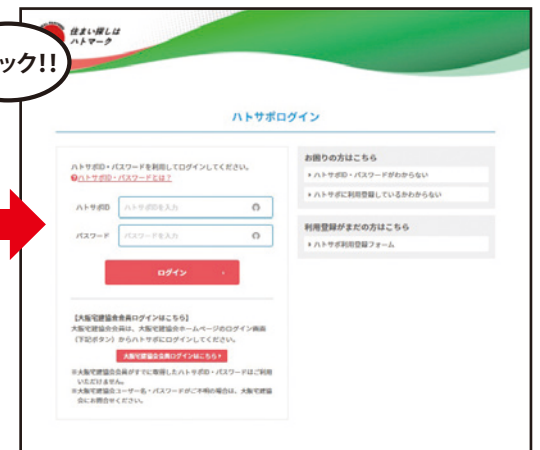 ック!!
住まい探しは
ハトマーク
ハトサポログイン
ハトサポID・パスワードを利用してログインしてください。
ハトサポID・パスワードとは？
ハトサポID
ハトサポIDを入力
パスワード
パスワードを入力
ログイン
【大阪宅建協会会員ログインはこちら】
大阪宅建協会会員は、大阪宅建協会ホームページのログイン画面
（下記ボタン）からハトサポにログインしてください。
大阪宅建協会会員ログインはこちら
※大阪宅建協会会員がすでに取得したハトサポID・パスワードはご利用
いただけません。
※大阪宅建協会ユーザー名・パスワードがご不明の場合は、大阪宅建協
会にお問合せください。
お困りの方はこちら
ハトサポID・パスワードがわからない
ハトサポに利用登録しているかわからない
利用登録がまだの方はこちら
ハトサポ利用登録フォーム